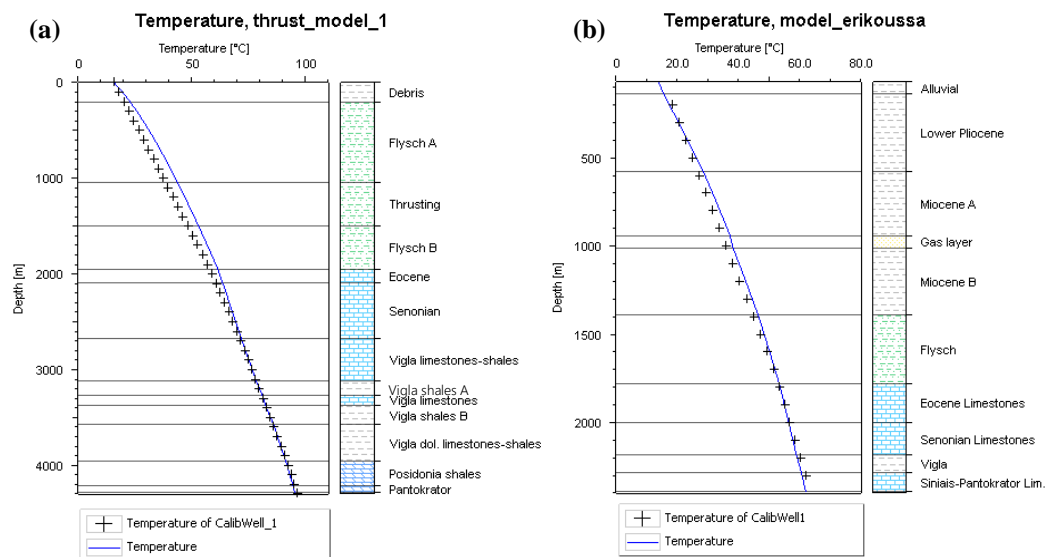 (a)
Temperature, thrust_model_1
Temperature [°C]
0 50 100
0
1000
2000
3000
4000
Depth [m]
Debris
Flysch A
Thrusting
Flysch B
Eocene
Senonian
Vigla limestones-shales
Vigla shales A
Vigla limestones
Vigla shales B
Vigla dol. limestones-shales
Posidonia shales
Pantokrator
Temperature of CalibWell_1
Temperature
(b)
Temperature, model_erikoussa
Temperature [°C]
0 20.0 40.0 60.0 80.0
500
1000
1500
2000
Depth [m]
Alluvial
Lower Pliocene
Miocene A
Gas layer
Miocene B
Flysch
Eocene Limestones
Senonian Limestones
Vigla
Siniais-Pantokrator Lim.
Temperature of CalibWell1
Temperature